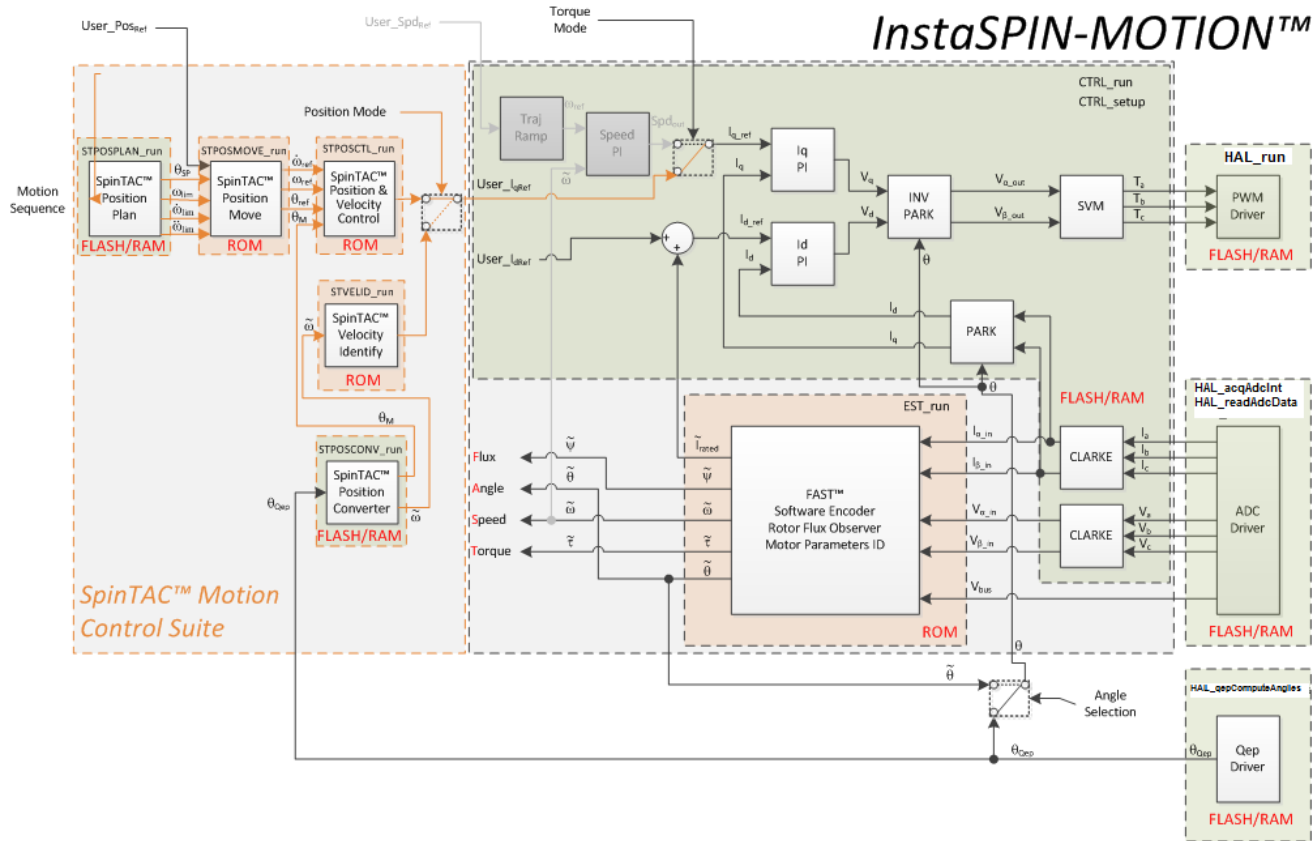 InstaSPIN-MOTION™
User_PosRef
User_SpdRef
Torque
Mode
Position Mode
CTRL_run
CTRL_setup
Motion
Sequence
STPOSPLAN_run
SpinTAC™
Position
Plan
FLASH/RAM
θSP
ωlim
ω̇lim
ω̈lim
STPOSMOVE_run
SpinTAC™
Position
Move
ROM
ω̇ref
ωref
θref
θM
STPOSCTL_run
SpinTAC™
Position &
Velocity
Control
ROM
STVELID_run
SpinTAC™
Velocity
Identify
ROM
ω̃
θM
STPOSCONV_run
SpinTAC™
Position
Converter
FLASH/RAM
ω̃
θQep
SpinTAC™ Motion
Control Suite
Traj
Ramp
ωref
Speed
PI
Spdout
ω̃
User_IqRef
User_IdRef
+
+
Iq_ref
Iq
Iq
PI
Id_ref
Id
Id
PI
Vq
Vd
INV
PARK
θ
Vα_out
Vβ_out
SVM
Ta
Tb
Tc
HAL_run
PWM
Driver
FLASH/RAM
Id
Iq
PARK
θ
FLASH/RAM
EST_run
FAST™
Software Encoder
Rotor Flux Observer
Motor Parameters ID
ROM
Ĩrated
ψ̃
ω̃
τ̃
θ̃
Flux
ψ̃
Angle
θ̃
Speed
ω̃
Torque
τ̃
Iα_in
Iβ_in
Vα_in
Vβ_in
Vbus
CLARKE
CLARKE
Ia
Ib
Ic
Va
Vb
Vc
HAL_acqAdcInt
HAL_readAdcData
ADC
Driver
FLASH/RAM
θ
θ̃
Angle
Selection
θQep
θQep
HAL_qepComputeAngles
Qep
Driver
FLASH/RAM